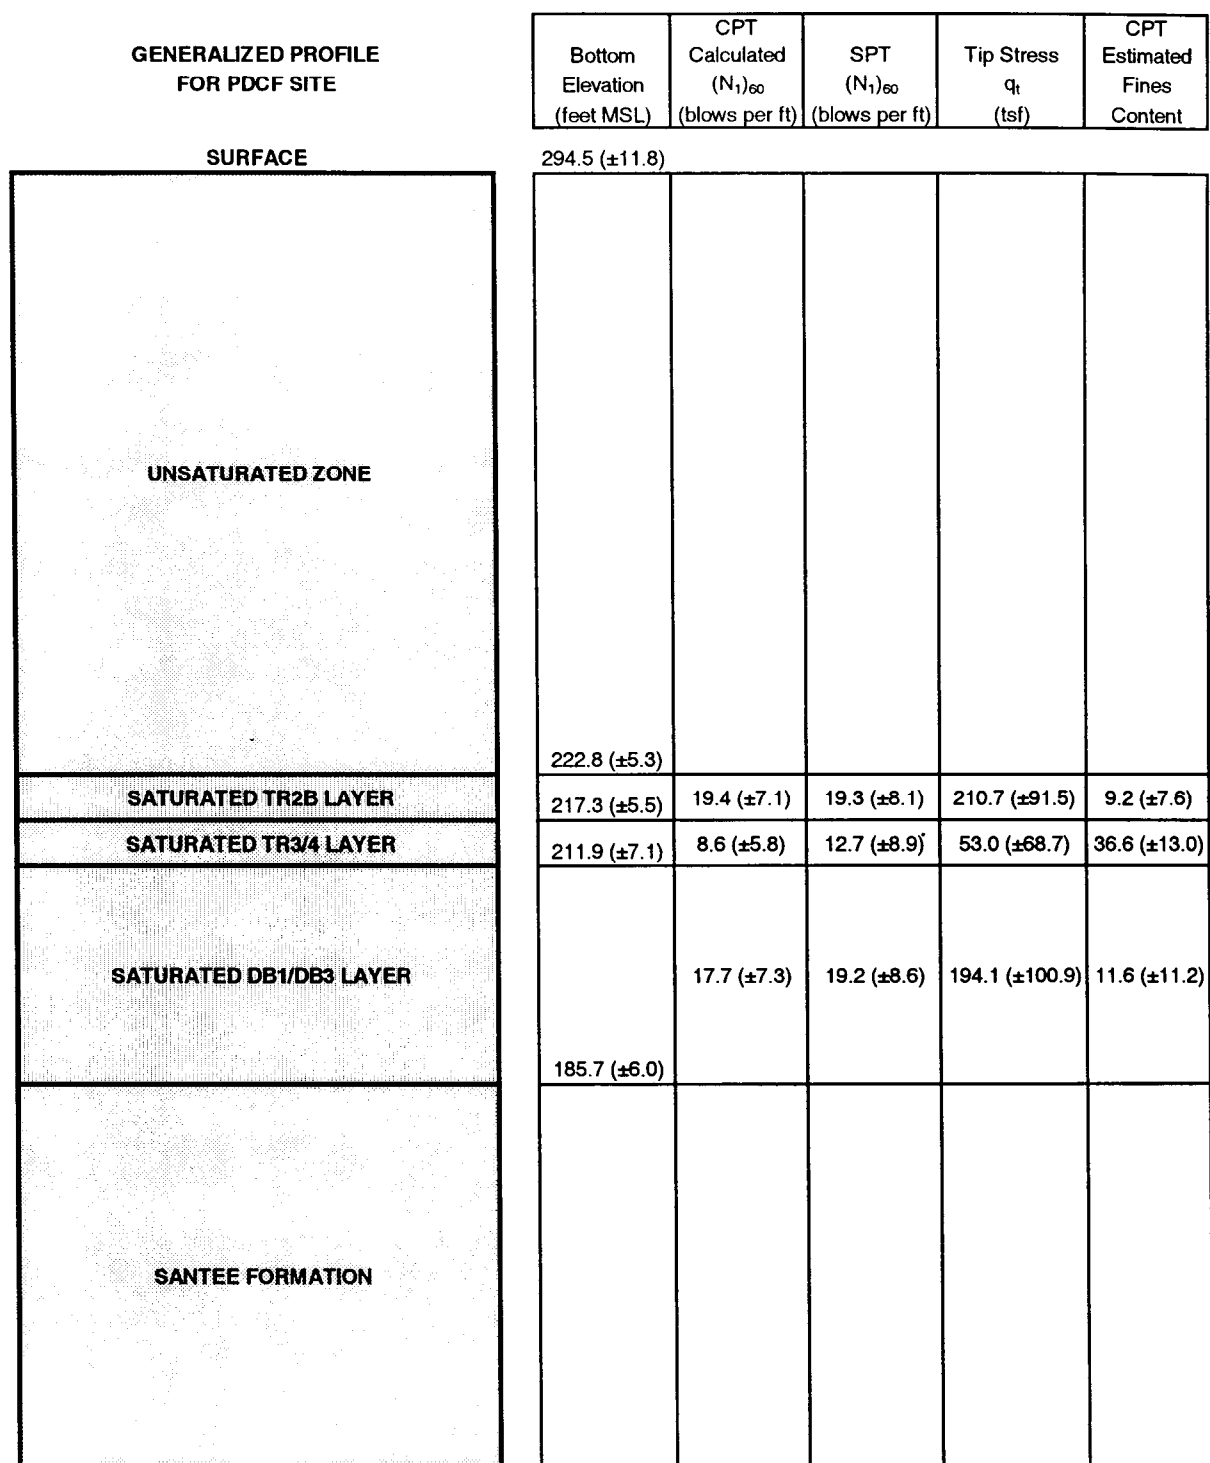 GENERALIZED PROFILE
FOR PDCF SITE
Bottom
Elevation
(feet MSL)
CPT
Calculated
(N₁)₆₀
(blows per ft)
SPT
(N₁)₆₀
(blows per ft)
Tip Stress
qₜ
(tsf)
CPT
Estimated
Fines
Content
SURFACE 294.5 (±11.8)
UNSATURATED ZONE
222.8 (±5.3)
SATURATED TR2B LAYER 217.3 (±5.5) 19.4 (±7.1) 19.3 (±8.1) 210.7 (±91.5) 9.2 (±7.6)
SATURATED TR3/4 LAYER 211.9 (±7.1) 8.6 (±5.8) 12.7 (±8.9) 53.0 (±68.7) 36.6 (±13.0)
SATURATED DB1/DB3 LAYER 17.7 (±7.3) 19.2 (±8.6) 194.1 (±100.9) 11.6 (±11.2)
185.7 (±6.0)
SANTEE FORMATION